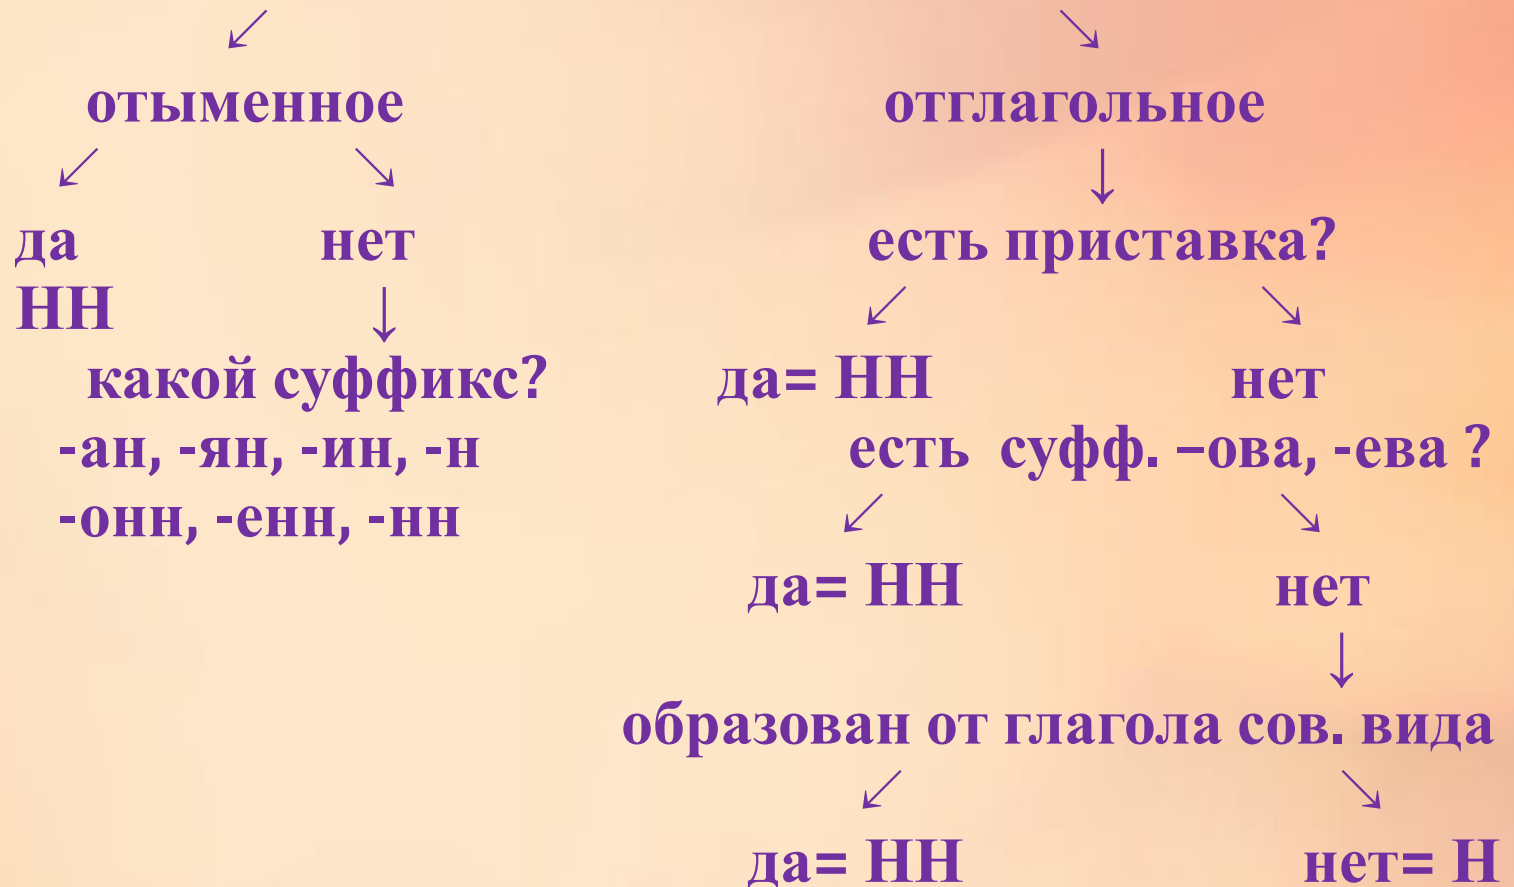 ↙ ↘
отыменное отглагольное
↙ ↘ ↓
да нет есть приставка?
НН ↓ ↙ ↘
какой суффикс? да= НН нет
-ан, -ян, -ин, -н есть суфф. –ова, -ева ?
-онн, -енн, -нн ↙ ↘
да= НН нет
↓
образован от глагола сов. вида
↙ ↘
да= НН нет= Н